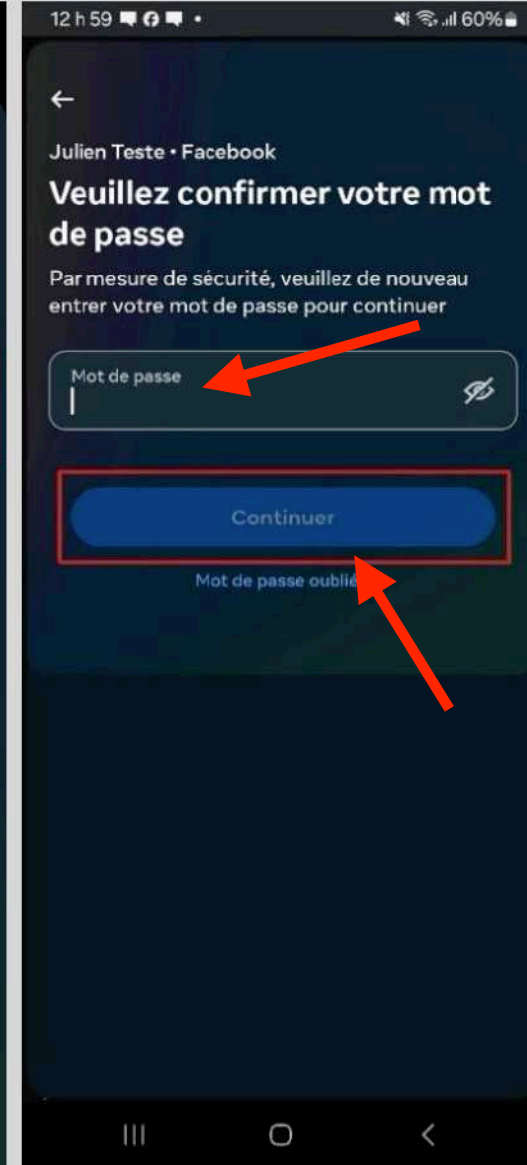 12 h 59
60%
Julien Teste • Facebook
Veuillez confirmer votre mot
de passe
Par mesure de sécurité, veuillez de nouveau
entrer votre mot de passe pour continuer
Mot de passe
Continuer
Mot de passe oublié